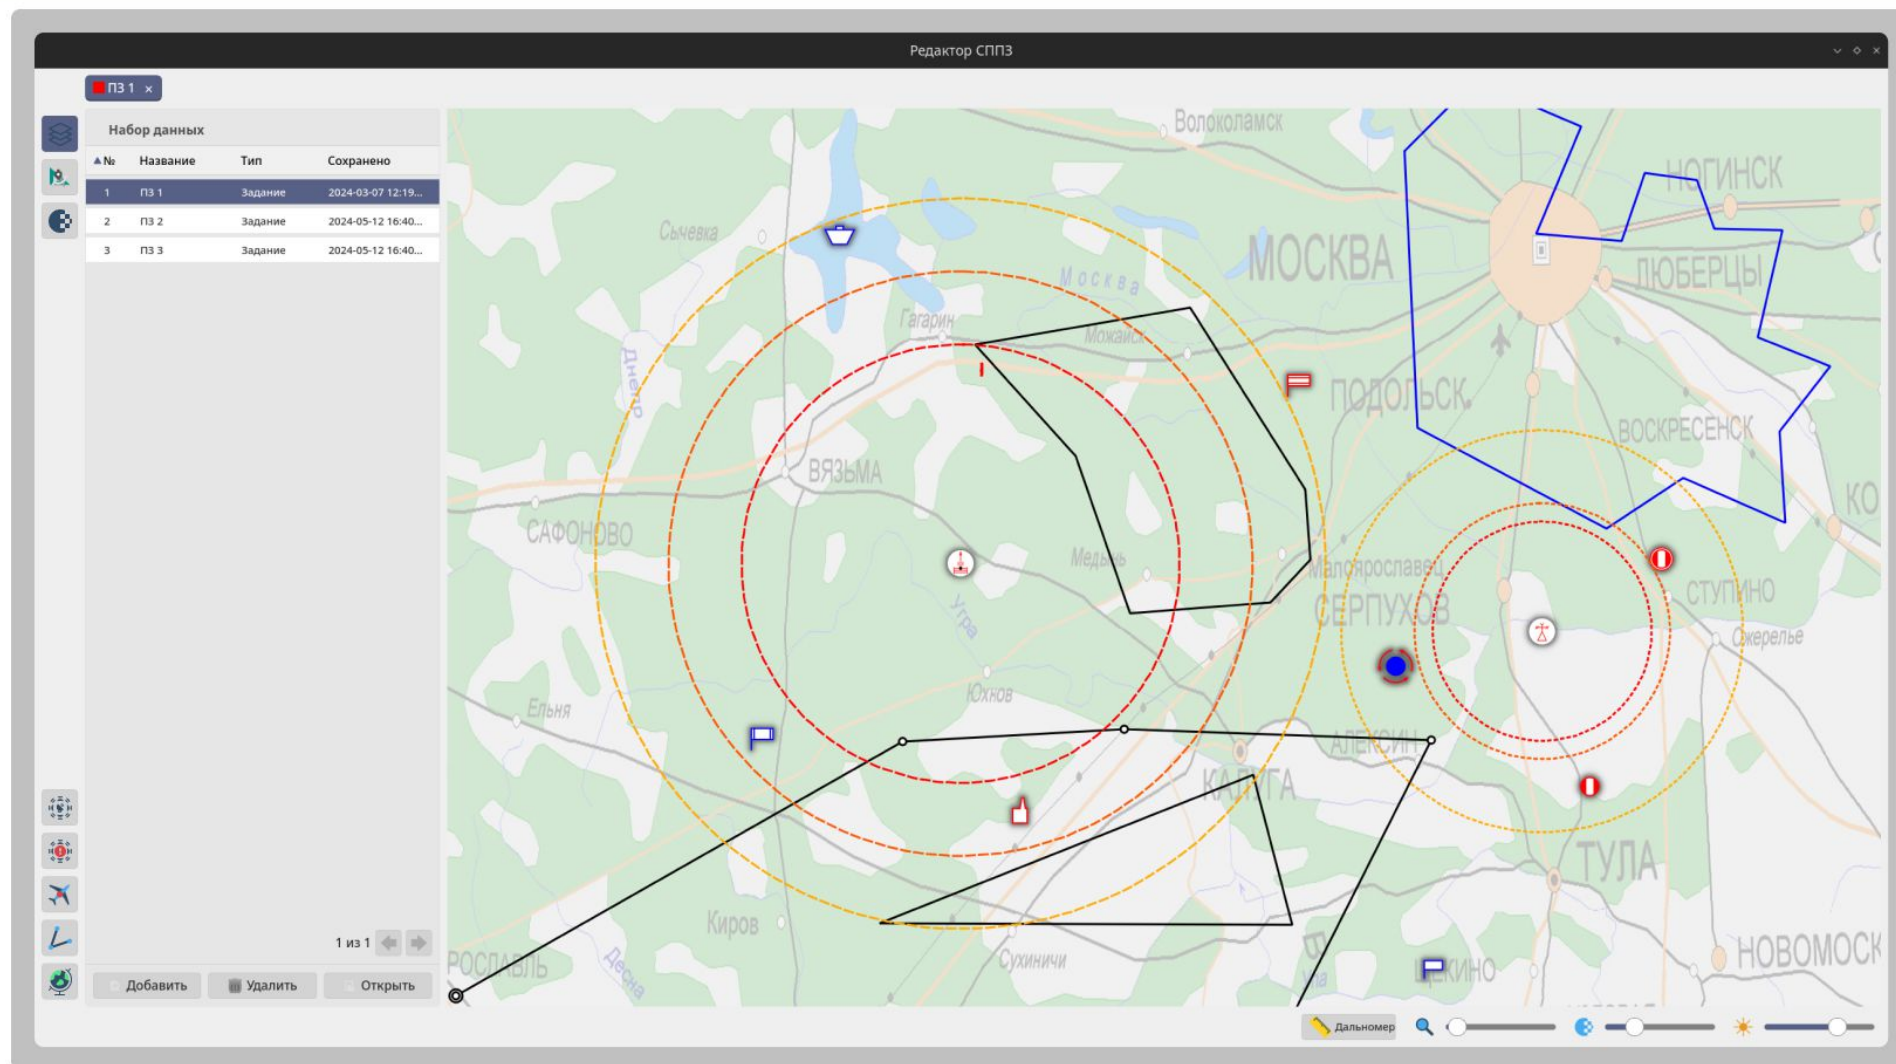 Редактор СППЗ
ПЗ 1 ×
Набор данных
№ Название Тип Сохранено
1 ПЗ 1 Задание 2024-03-07 12:19...
2 ПЗ 2 Задание 2024-05-12 16:40...
3 ПЗ 3 Задание 2024-05-12 16:40...
Волоколамск
НОГИНСК
Сычевка
МОСКВА
ЛЮБЕРЦЫ
Москва
Гагарин
Можайск
Днепр
ПОДОЛЬСК
ВОСКРЕСЕНСК
ВЯЗЬМА
КО
САФОНОВО
Медынь
Малоярославец
СЕРПУХОВ
СТУПИНО
Ожерелье
Угра
Юхнов
Ельня
АЛЕКСИН
КАЛУГА
ТУЛА
Киров
РОСЛАВЛЬ
Десна
Сухиничи
ЩЕКИНО
НОВОМОСК
1 из 1
Добавить Удалить Открыть
Дальномер